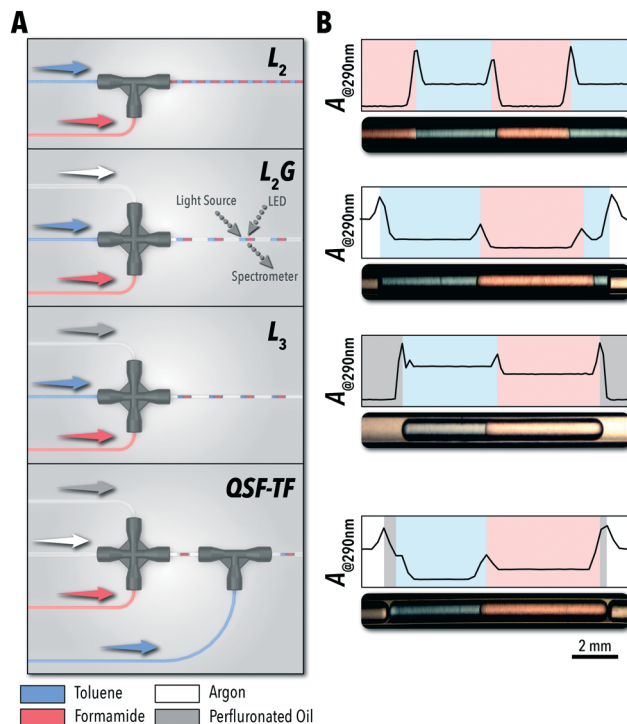 A
B
L2
A@290nm
L2G
Light Source
LED
Spectrometer
A@290nm
L3
A@290nm
QSF-TF
A@290nm
2 mm
Toluene
Argon
Formamide
Perfluronated Oil